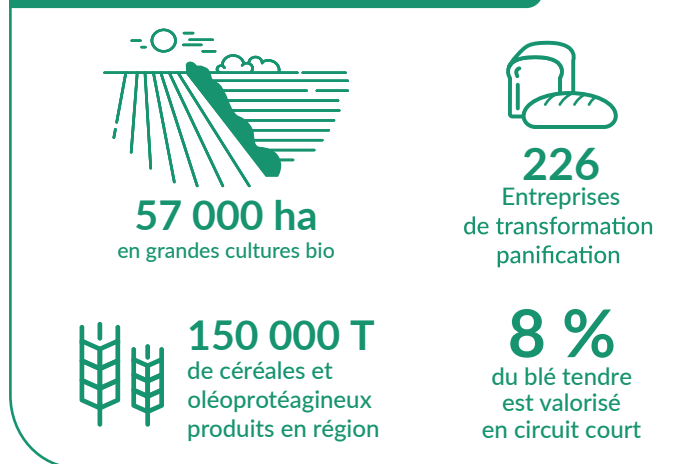 57 000 ha
en grandes cultures bio
226
Entreprises
de transformation
panification
150 000 T
de céréales et
oléoprotéagineux
produits en région
8 %
du blé tendre
est valorisé
en circuit court